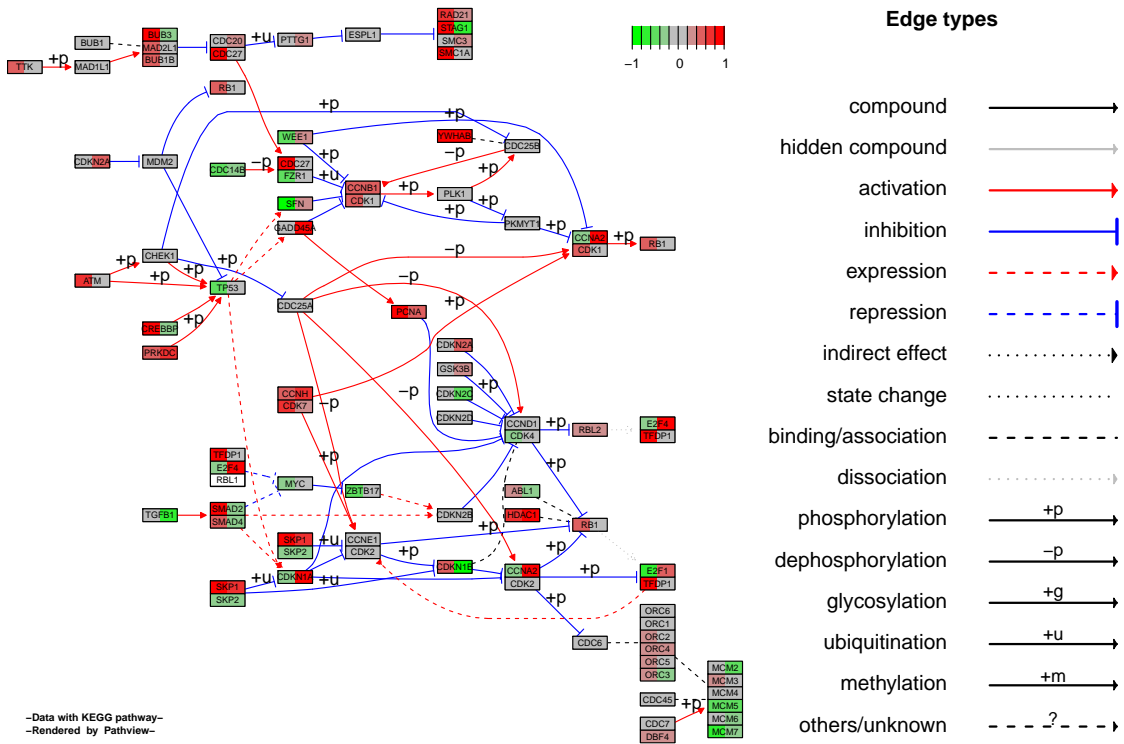 BUB1
TTK
+p
MAD1L1
BUB3
MAD2L1
BUB1B
CDC20
CDC27
+u
PTTG1
ESPL1
RAD21
STAG1
SMC3
SMC1A
−1 0 1
RB1
CDKN2A
MDM2
+p
+p
WEE1
YWHAB
CDC25B
CDC14B
−p
CDC27
FZR1
+p
+u
−p
CCNB1
CDK1
+p
PLK1
+p
SFN
GADD45A
+p
PKMYT1
+p
CCNA2
CDK1
+p
RB1
CHEK1
+p
+p
+p
ATM
TP53
−p
−p
+p
CDC25A
PCNA
CREBBP
+p
PRKDC
CDKN2A
GSK3B
+p
CDKN2C
CDKN2D
CCNH
CDK7
−p
+p
−p
CCND1
CDK4
+p
RBL2
E2F4
TFDP1
+p
TFDP1
E2F4
RBL1
MYC
ZBTB17
ABL1
TGFB1
SMAD2
SMAD4
CDKN2B
HDAC1
RB1
+p
SKP1
SKP2
+u
CCNE1
CDK2
+p
+p
CDKN1B
CCNA2
CDK2
+p
E2F1
TFDP1
SKP1
SKP2
+u
CDKN1A
+u
+p
CDC6
ORC6
ORC1
ORC2
ORC4
ORC5
ORC3
CDC45
CDC7
DBF4
+p
MCM2
MCM3
MCM4
MCM5
MCM6
MCM7
−Data with KEGG pathway−
−Rendered by Pathview−
Edge types
compound
hidden compound
activation
inhibition
expression
repression
indirect effect
state change
binding/association
dissociation
phosphorylation +p
dephosphorylation −p
glycosylation +g
ubiquitination +u
methylation +m
others/unknown ?